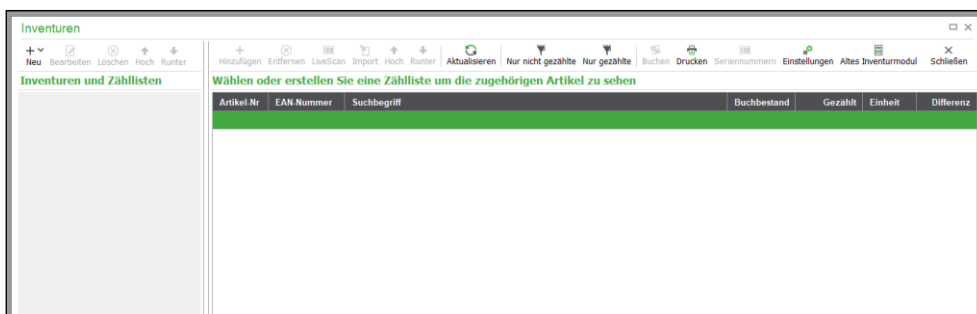 Inventuren
Neu Bearbeiten Löschen Hoch Runter
Hinzufügen Entfernen LiveScan Import Hoch Runter Aktualisieren Nur nicht gezählte Nur gezählte Buchen Drucken Seriennummern Einstellungen Altes Inventurmodul Schließen
Inventuren und Zähllisten
Wählen oder erstellen Sie eine Zählliste um die zugehörigen Artikel zu sehen
Artikel-Nr EAN-Nummer Suchbegriff Buchbestand Gezählt Einheit Differenz